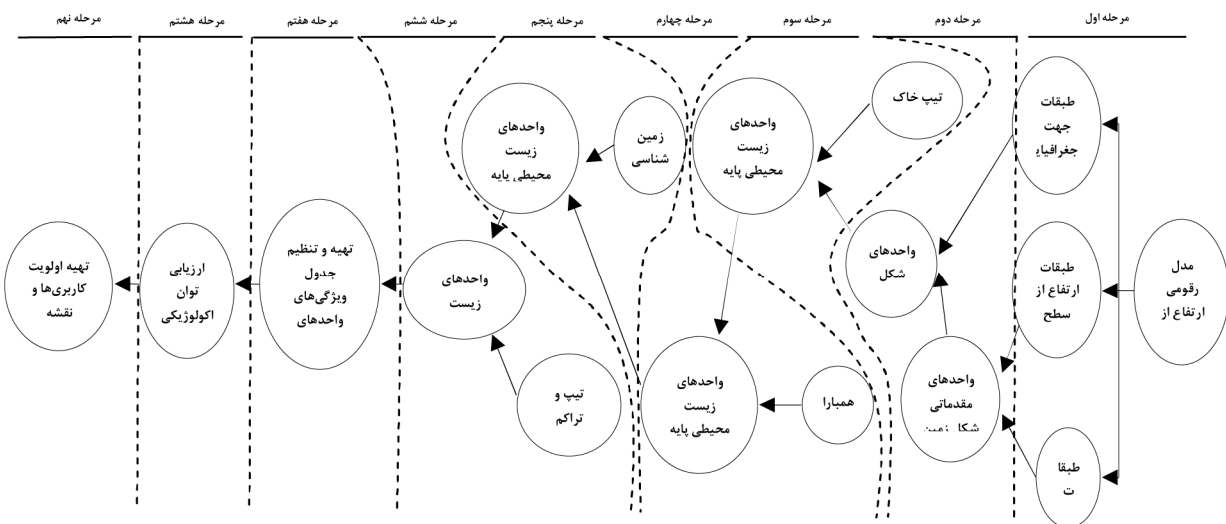 مرحله اول
مرحله دوم
مرحله سوم
مرحله چهارم
مرحله پنجم
مرحله ششم
مرحله هفتم
مرحله هشتم
مرحله نهم
مدل
رقومی
ارتفاع از
طبقات
جهت
جغرافیای
طبقات
ارتفاع از
سطح
طبقا
ت
واحدهای
شکل
واحدهای
مقدماتی
شکل زمین
تیپ خاک
واحدهای
زیست
محیطی پایه
همبارا
واحدهای
زیست
محیطی پایه
زمین
شناسی
واحدهای
زیست
محیطی پایه
تیپ و
تراکم
واحدهای
زیست
تهیه و تنظیم
جدول
ویژگی‌های
واحدهای
ارزیابی
توان
اکولوژیکی
تهیه اولویت
کاربری‌ها و
نقشه